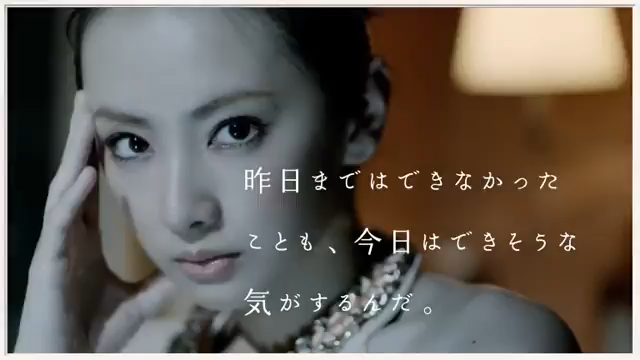 昨日まではできなかった
ことも、今日はできそうな
気がするんだ。